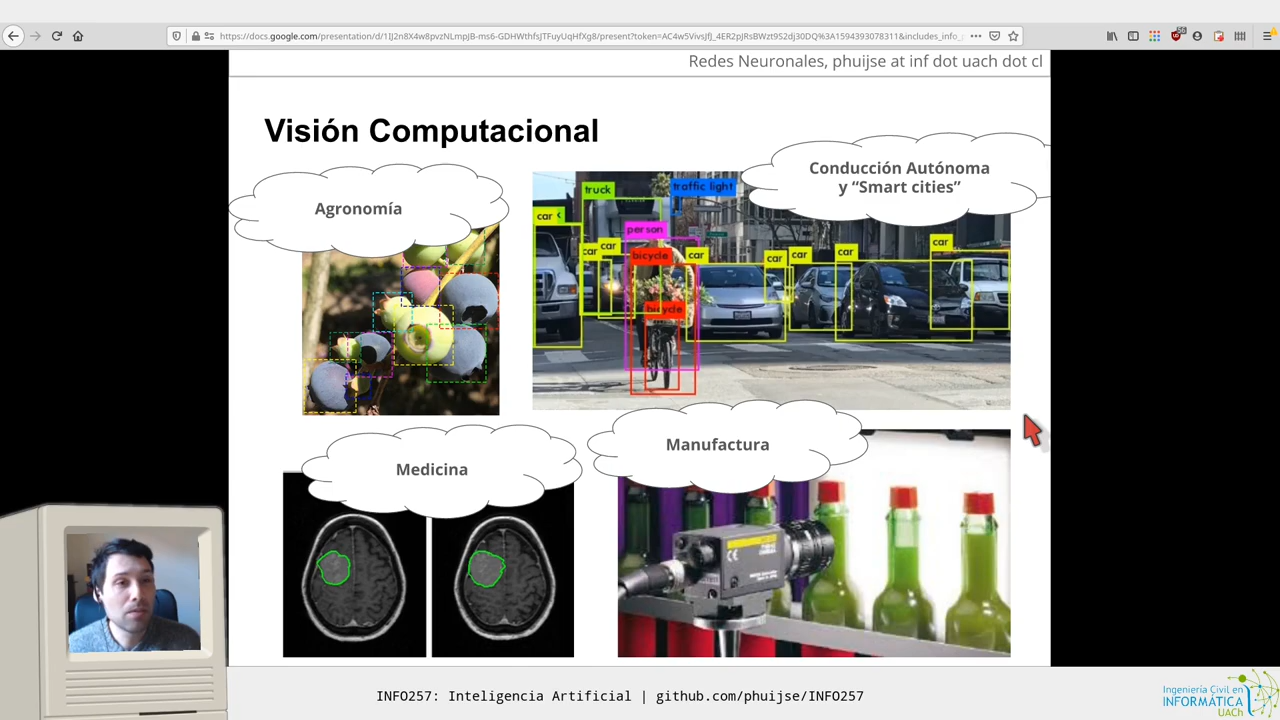 https://docs.google.com/presentation/d/1IJ2n8X4w8pvzNLmpJB-mz6-GDHWthfsJTFuyUqHfXg8/present?token=AC4w5VivsJfJ_4ER2pJRsBWzt9S2dj30DQ%3A1594393078311&includes_info_
Redes Neuronales, phuijse at inf dot uach dot cl
Visión Computacional
Agronomía
Conducción Autónoma
y “Smart cities”
truck
traffic light
car
person
car
car
bicycle
car
car
car
car
car
bicycle
Medicina
Manufactura
INFO257: Inteligencia Artificial | github.com/phuijse/INFO257
Ingeniería Civil en
INFORMÁTICA
UACh